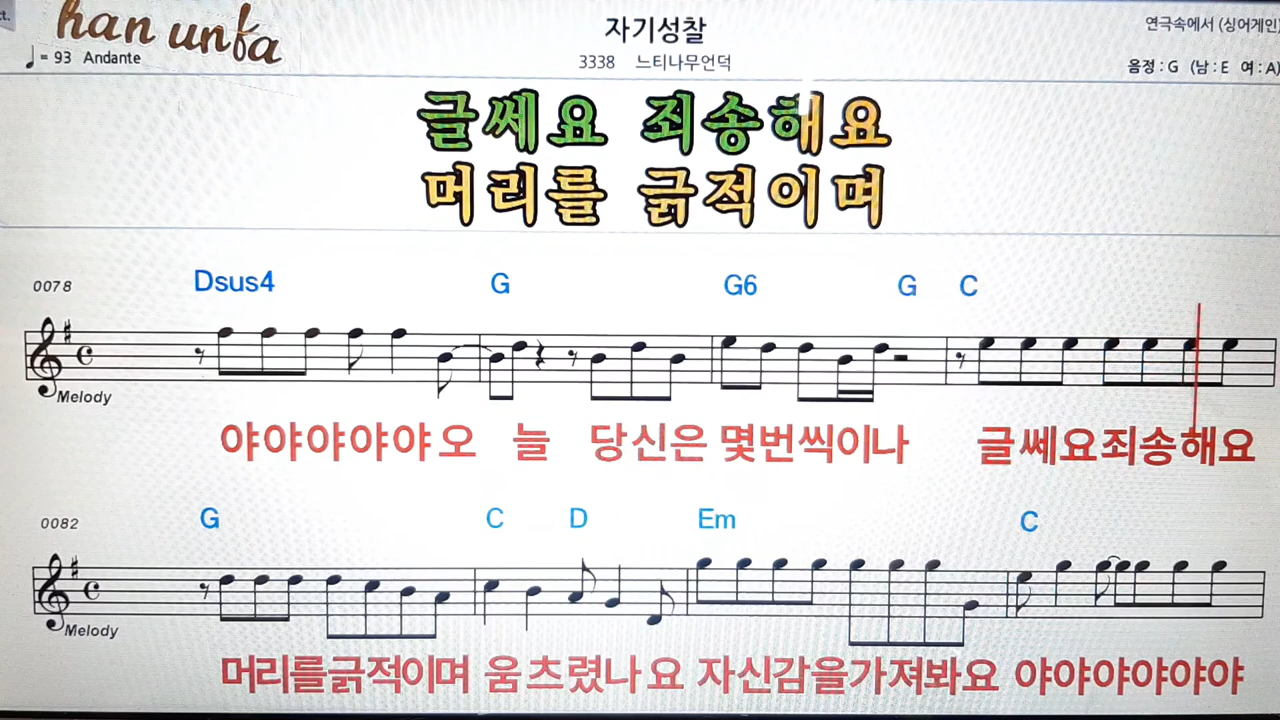 ct.
han unfa
♩ = 93 Andante
자기성찰
3338 느티나무언덕
연극속에서 (싱어게인)
음정 : G (남 : E 여 : A)
글쎄요 죄송해요
머리를 긁적이며
0078 Dsus4 G G6 G C
Melody
야야야야야오 늘 당신은 몇번씩이나 글쎄요죄송해요
0082 G C D Em C
Melody
머리를긁적이며 움츠렸나요 자신감을가져봐요 야야야야야야